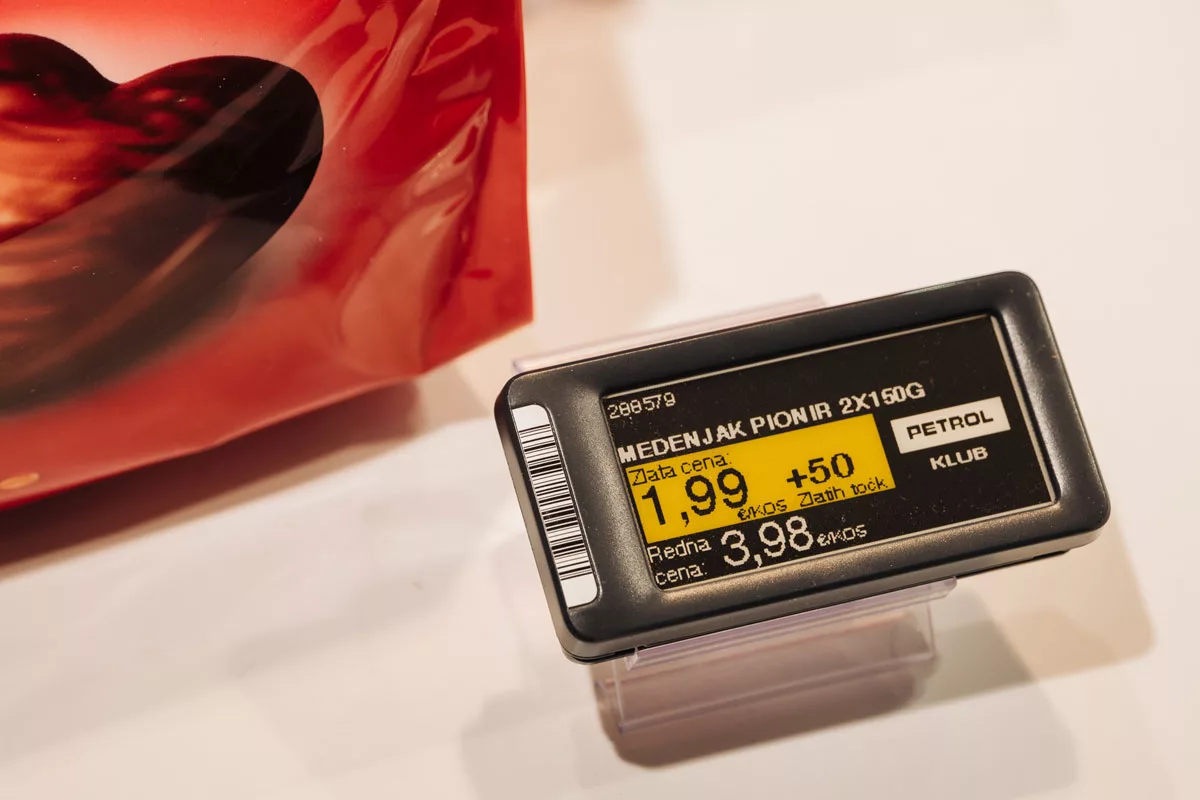 288579
MEDENJAK PIONIR 2X150G
Zlata cena:
1,99 €/KOS
+50
Zlatih točk
Redna cena: 3,98 €/KOS
PETROL
KLUB